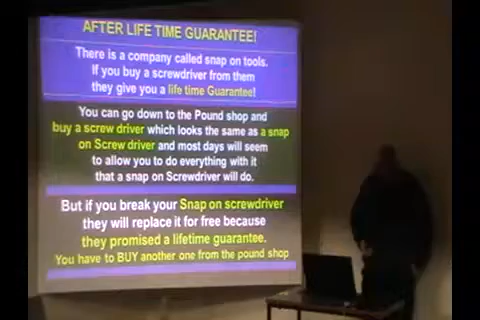 AFTER LIFE TIME GUARANTEE!
There is a company called snap on tools.
If you buy a screwdriver from them
they give you a life time Guarantee!
You can go down to the Pound shop and
buy a screw driver which looks the same as a snap
on Screw driver and most days will seem
to allow you to do everything with it
that a snap on Screwdriver will do.
But if you break your Snap on screwdriver
they will replace it for free because
they promised a lifetime guarantee.
You have to BUY another one from the pound shop